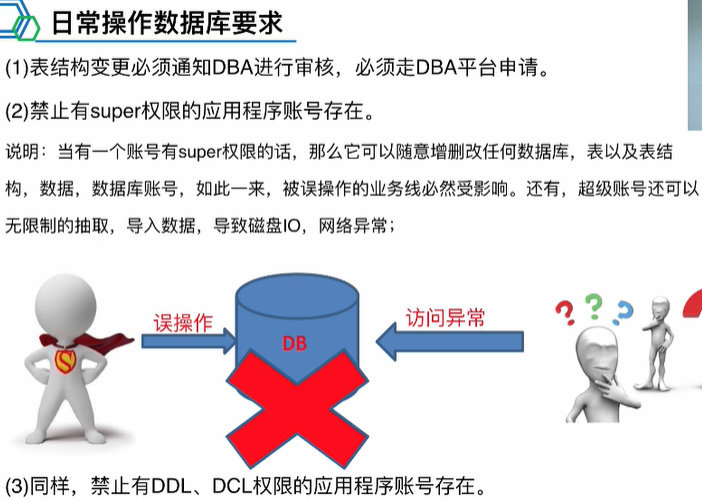 日常操作数据库要求
(1)表结构变更必须通知DBA进行审核，必须走DBA平台申请。
(2)禁止有super权限的应用程序账号存在。
说明：当有一个账号有super权限的话，那么它可以随意增删改任何数据库，表以及表结
构，数据，数据库账号，如此一来，被误操作的业务线必然受影响。还有，超级账号还可以
无限制的抽取，导入数据，导致磁盘IO，网络异常；
误操作
访问异常
? ? ?
DB
S
(3)同样，禁止有DDL、DCL权限的应用程序账号存在。